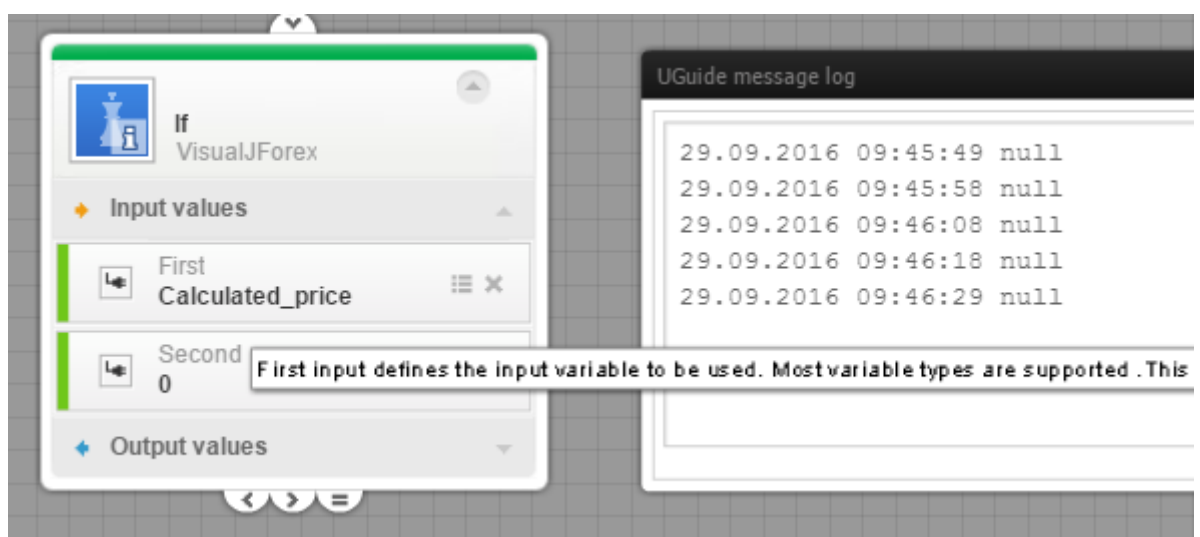 If
VisualJForex
Input values
First
Calculated_price
Second
0
Output values
UGuide message log
29.09.2016 09:45:49 null
29.09.2016 09:45:58 null
29.09.2016 09:46:08 null
29.09.2016 09:46:18 null
29.09.2016 09:46:29 null
First input defines the input variable to be used. Most variable types are supported .This